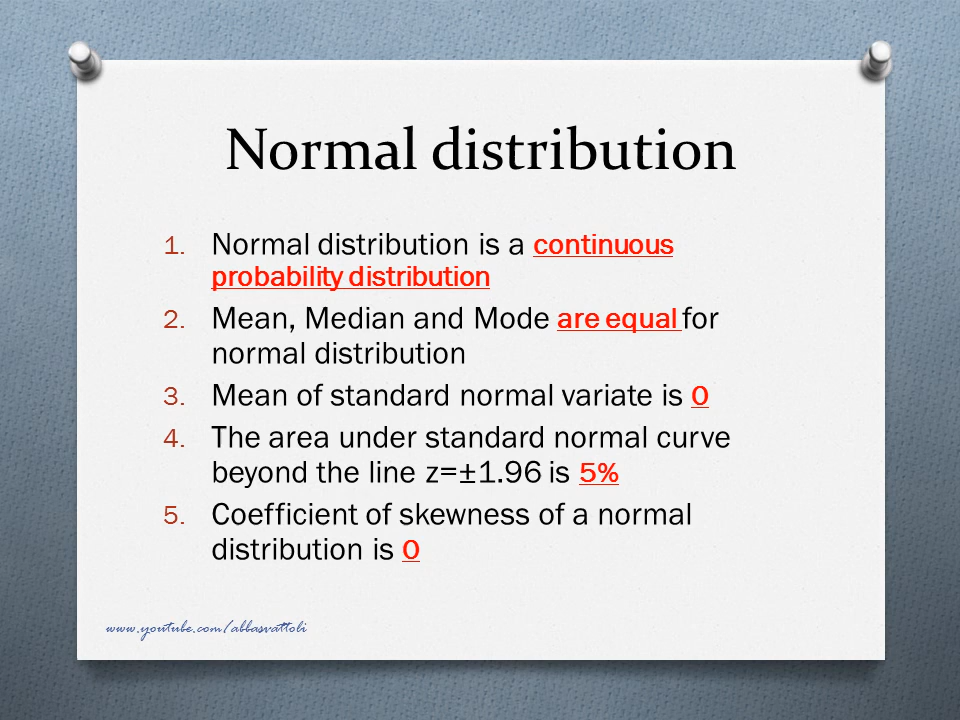 Normal distribution
1. Normal distribution is a continuous
probability distribution
2. Mean, Median and Mode are equal for
normal distribution
3. Mean of standard normal variate is 0
4. The area under standard normal curve
beyond the line z=±1.96 is 5%
5. Coefficient of skewness of a normal
distribution is 0
www.youtube.com/abbasvattoli